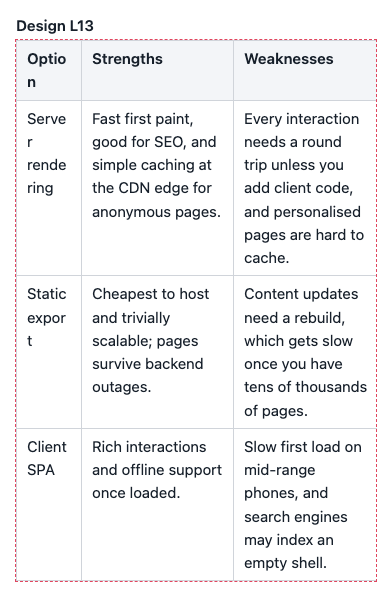 Design L13
Optio
n
Strengths
Weaknesses
Serve
r
rende
ring
Fast first paint,
good for SEO, and
simple caching at
the CDN edge for
anonymous pages.
Every interaction
needs a round
trip unless you
add client code,
and personalised
pages are hard to
cache.
Static
expor
t
Cheapest to host
and trivially
scalable; pages
survive backend
outages.
Content updates
need a rebuild,
which gets slow
once you have
tens of thousands
of pages.
Client
SPA
Rich interactions
and offline support
once loaded.
Slow first load on
mid-range
phones, and
search engines
may index an
empty shell.